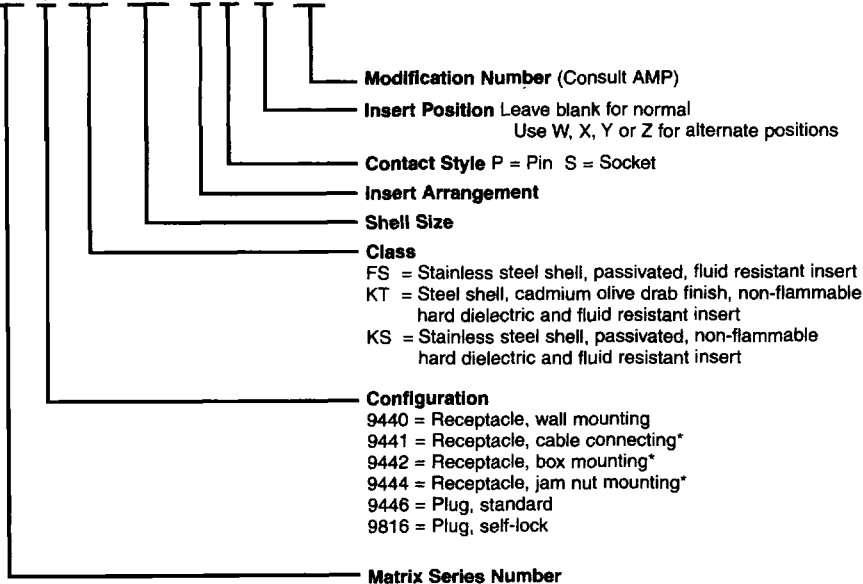 Modification Number (Consult AMP)
Insert Position Leave blank for normal
Use W, X, Y or Z for alternate positions
Contact Style P = Pin S = Socket
Insert Arrangement
Shell Size
Class
FS = Stainless steel shell, passivated, fluid resistant insert
KT = Steel shell, cadmium olive drab finish, non-flammable
hard dielectric and fluid resistant insert
KS = Stainless steel shell, passivated, non-flammable
hard dielectric and fluid resistant insert
Configuration
9440 = Receptacle, wall mounting
9441 = Receptacle, cable connecting*
9442 = Receptacle, box mounting*
9444 = Receptacle, jam nut mounting*
9446 = Plug, standard
9816 = Plug, self-lock
Matrix Series Number